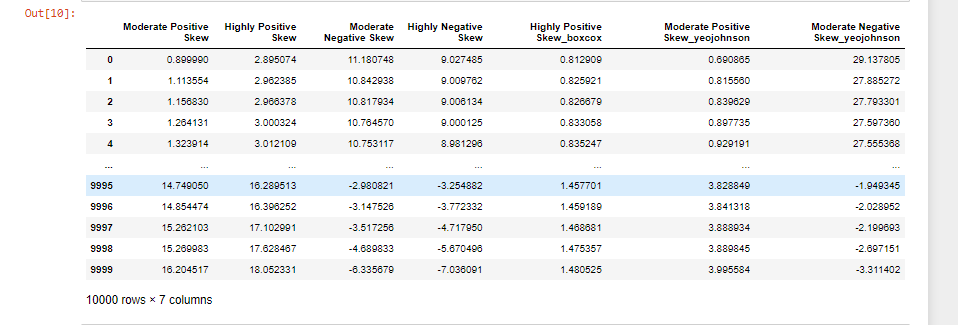 Out[10]:
Moderate Positive Skew Highly Positive Skew Moderate Negative Skew Highly Negative Skew Highly Positive Skew_boxcox Moderate Positive Skew_yeojohnson Moderate Negative Skew_yeojohnson
0 0.899990 2.895074 11.180748 9.027485 0.812909 0.690865 29.137805
1 1.113554 2.962385 10.842938 9.009762 0.825921 0.815560 27.885272
2 1.156830 2.966378 10.817934 9.006134 0.826679 0.839629 27.793301
3 1.264131 3.000324 10.764570 9.000125 0.833058 0.897735 27.597360
4 1.323914 3.012109 10.753117 8.981296 0.835247 0.929191 27.555368
... ... ... ... ... ... ... ...
9995 14.749050 16.289513 -2.980821 -3.254882 1.457701 3.828849 -1.949345
9996 14.854474 16.396252 -3.147526 -3.772332 1.459189 3.841318 -2.028952
9997 15.262103 17.102991 -3.517256 -4.717950 1.468681 3.888934 -2.199693
9998 15.269983 17.628467 -4.689833 -5.670496 1.475357 3.889845 -2.697151
9999 16.204517 18.052331 -6.335679 -7.036091 1.480525 3.995584 -3.311402
10000 rows × 7 columns